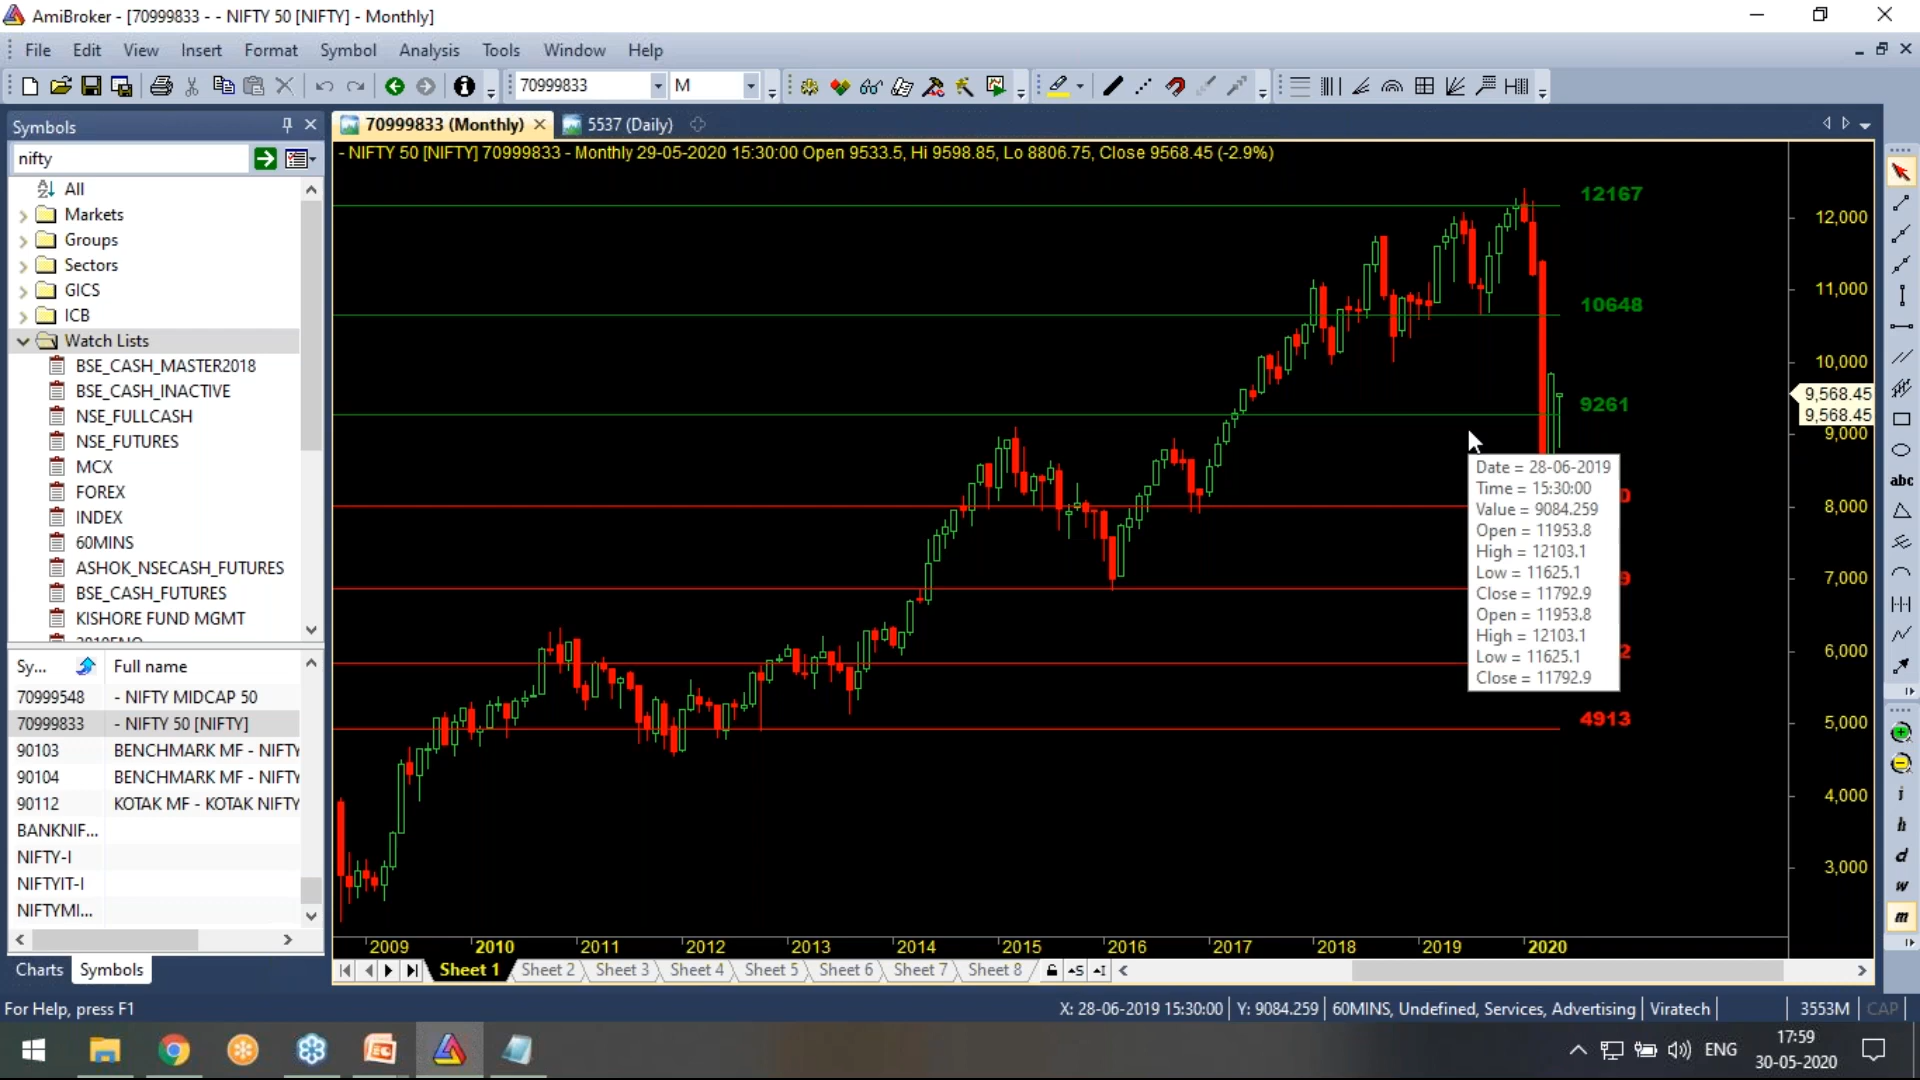 AmiBroker - [70999833 - - NIFTY 50 [NIFTY] - Monthly]
File Edit View Insert Format Symbol Analysis Tools Window Help
70999833 M
abc
Symbols
70999833 (Monthly) 5537 (Daily)
nifty
- NIFTY 50 [NIFTY] 70999833 - Monthly 29-05-2020 15:30:00 Open 9533.5, Hi 9598.85, Lo 8806.75, Close 9568.45 (-2.9%)
All
Markets
Groups
Sectors
GICS
ICB
Watch Lists
BSE_CASH_MASTER2018
BSE_CASH_INACTIVE
NSE_FULLCASH
NSE_FUTURES
MCX
FOREX
INDEX
60MINS
ASHOK_NSECASH_FUTURES
BSE_CASH_FUTURES
KISHORE FUND MGMT
Sy... Full name
70999548 - NIFTY MIDCAP 50
70999833 - NIFTY 50 [NIFTY]
90103 BENCHMARK MF - NIFTY
90104 BENCHMARK MF - NIFTY
90112 KOTAK MF - KOTAK NIFTY
BANKNIF...
NIFTY-I
NIFTYIT-I
NIFTYMI...
Charts Symbols
12167
10648
9261
0
9
2
4913
Date = 28-06-2019
Time = 15:30:00
Value = 9084.259
Open = 11953.8
High = 12103.1
Low = 11625.1
Close = 11792.9
Open = 11953.8
High = 12103.1
Low = 11625.1
Close = 11792.9
12,000
11,000
10,000
9,568.45
9,568.45
9,000
8,000
7,000
6,000
5,000
4,000
3,000
i
h
d
w
m
2009 2010 2011 2012 2013 2014 2015 2016 2017 2018 2019 2020
Sheet 1 Sheet 2 Sheet 3 Sheet 4 Sheet 5 Sheet 6 Sheet 7 Sheet 8
For Help, press F1
X: 28-06-2019 15:30:00 Y: 9084.259 60MINS, Undefined, Services, Advertising Viratech 3553M CAP
ENG
17:59
30-05-2020